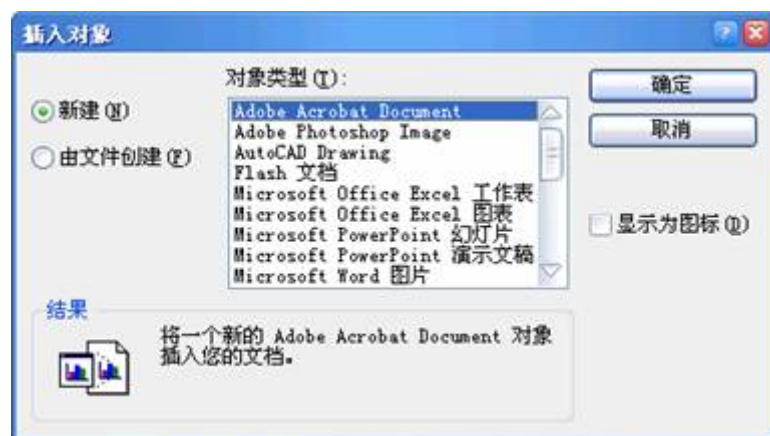 插入对象
对象类型(T):
新建(N)
由文件创建(F)
Adobe Acrobat Document
Adobe Photoshop Image
AutoCAD Drawing
Flash 文档
Microsoft Office Excel 工作表
Microsoft Office Excel 图表
Microsoft PowerPoint 幻灯片
Microsoft PowerPoint 演示文稿
Microsoft Word 图片
确定
取消
显示为图标(D)
结果
将一个新的 Adobe Acrobat Document 对象
插入您的文档。